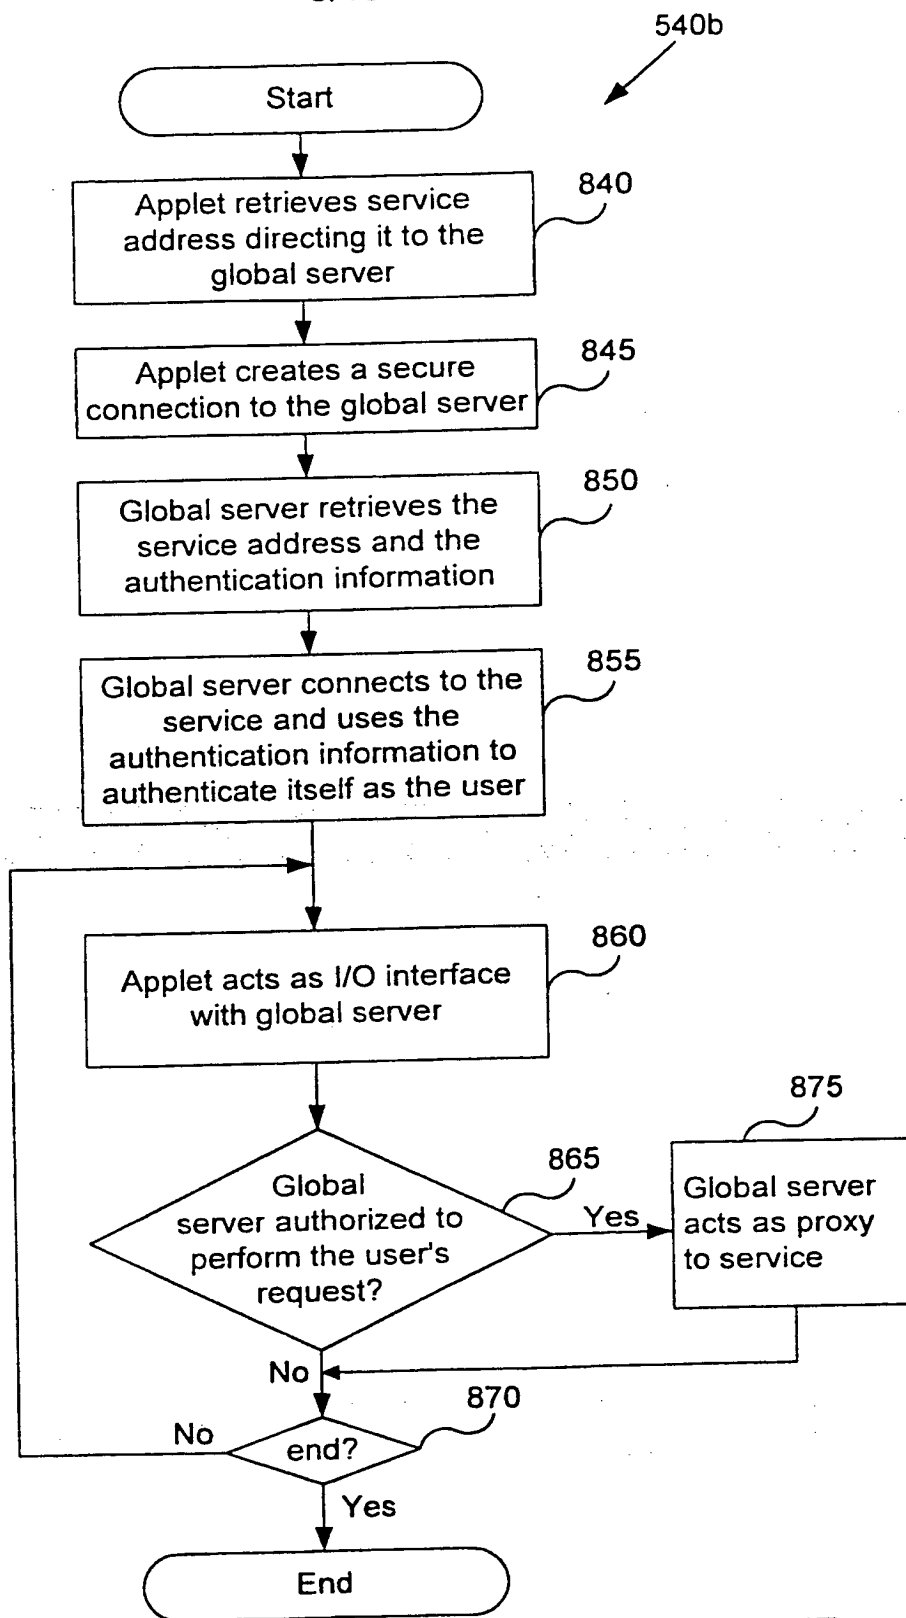 540b
Start
Applet retrieves service
address directing it to the
global server
840
Applet creates a secure
connection to the global server
845
Global server retrieves the
service address and the
authentication information
850
Global server connects to the
service and uses the
authentication information to
authenticate itself as the user
855
Applet acts as I/O interface
with global server
860
Global
server authorized to
perform the user's
request?
865
Yes
Global server
acts as proxy
to service
875
No
end?
870
No
Yes
End